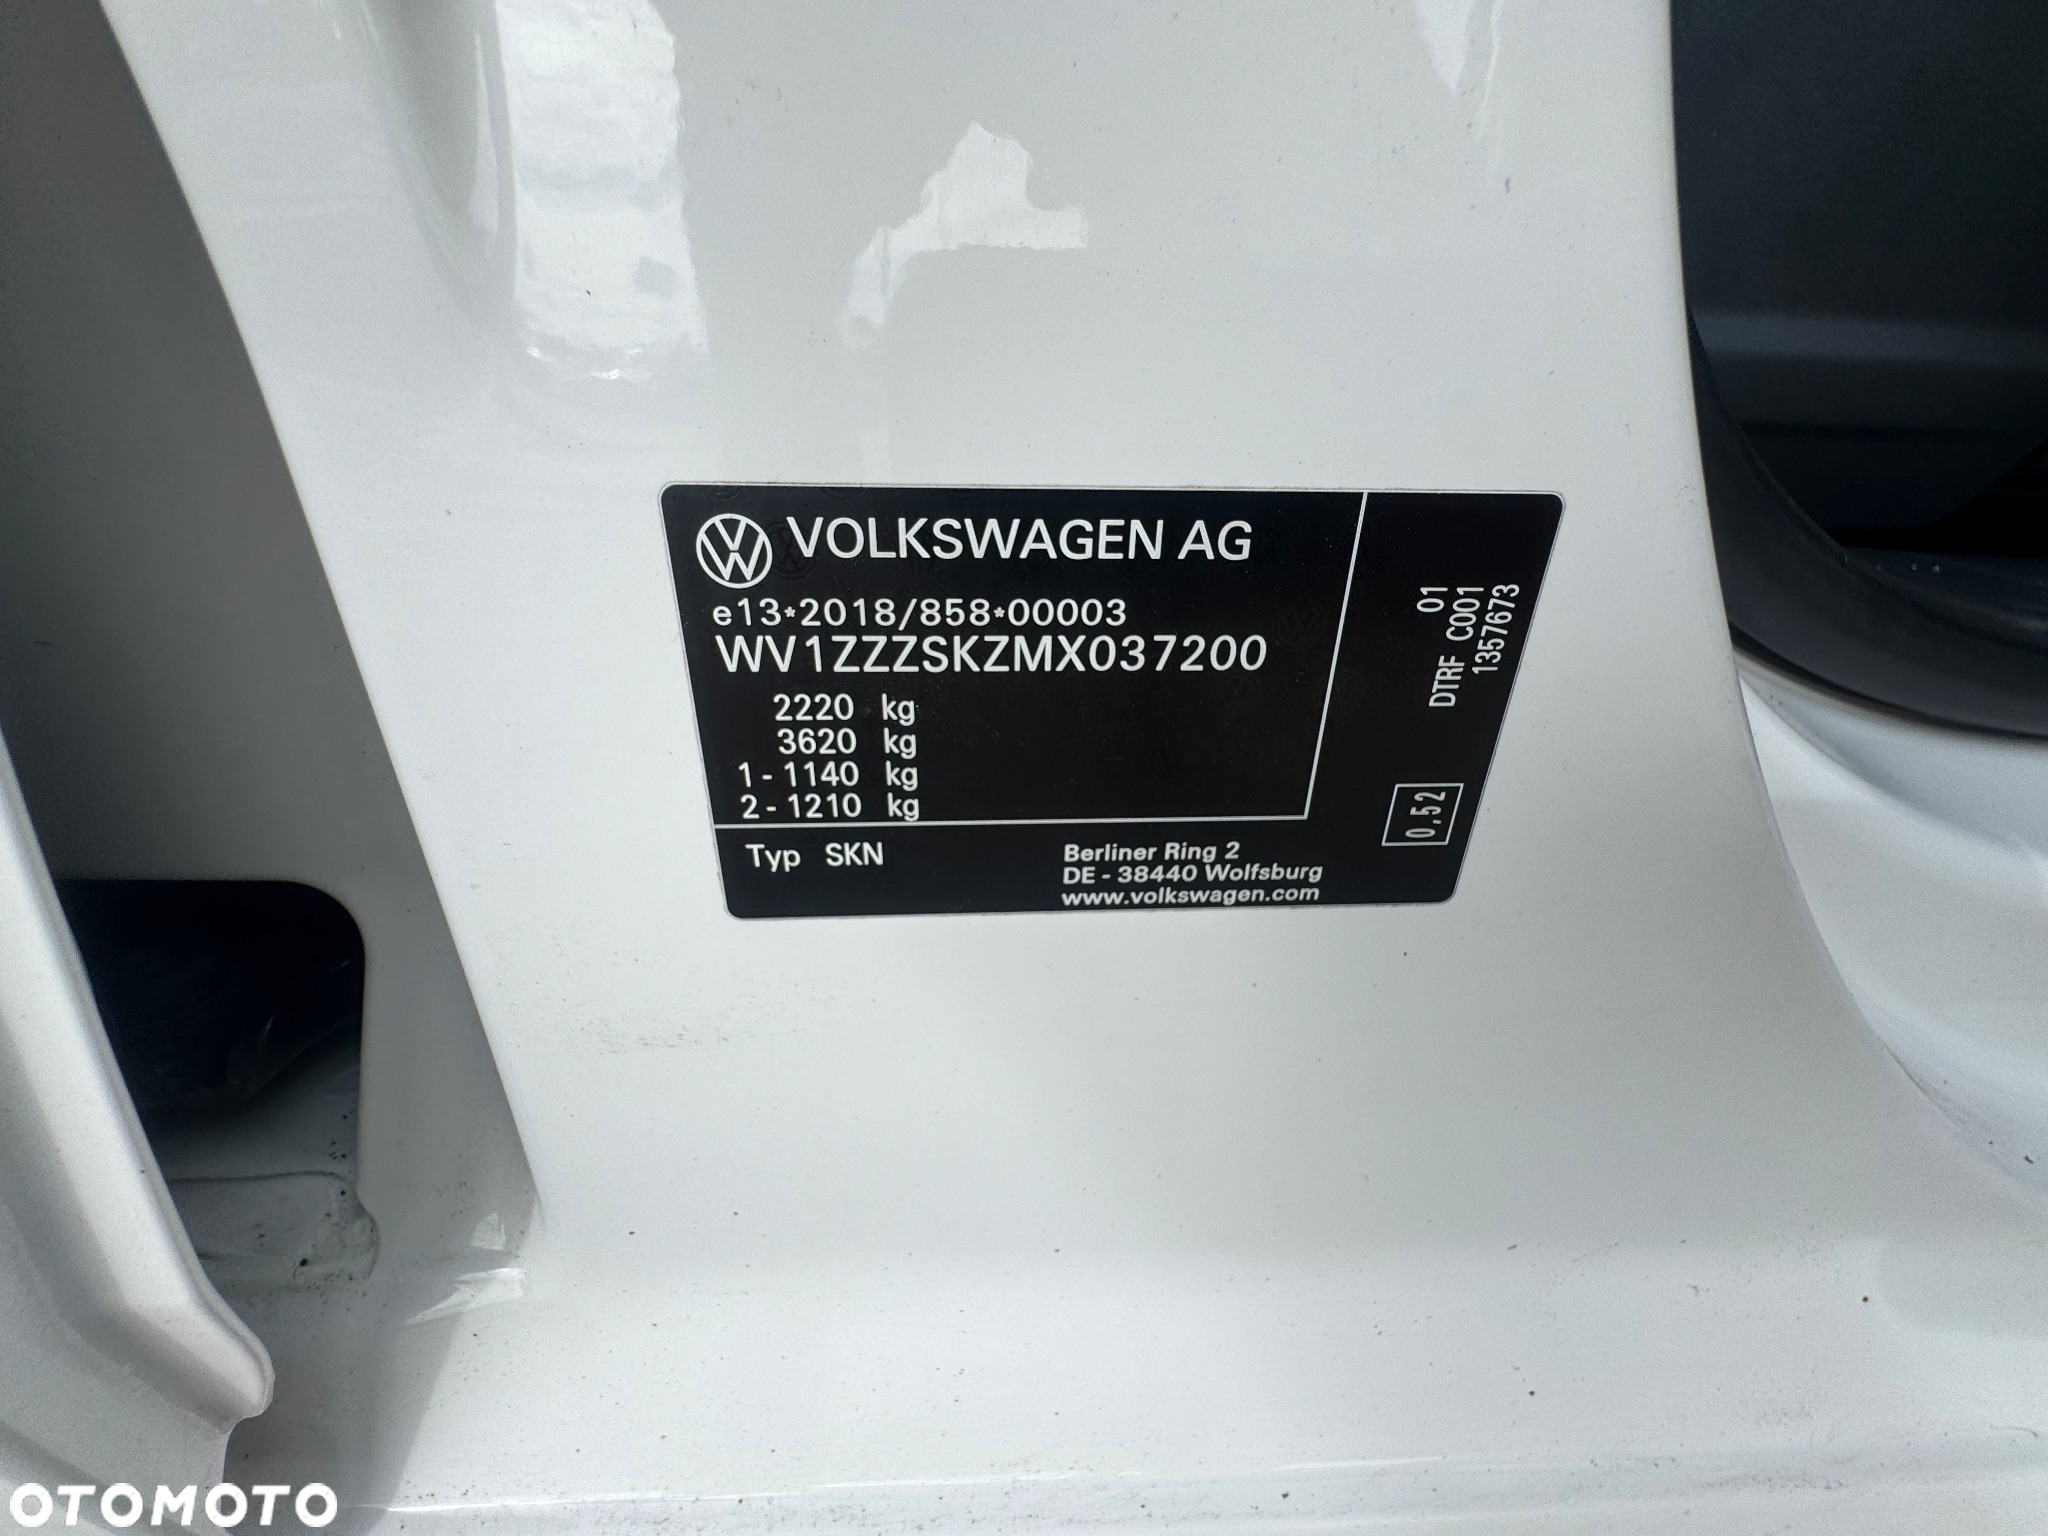 VOLKSWAGEN AG
e13*2018/858*00003
WV1ZZZSKZMX037200
2220 kg
3620 kg
1 - 1140 kg
2 - 1210 kg
Typ SKN
Berliner Ring 2
DE - 38440 Wolfsburg
www.volkswagen.com
01
DTRF C001
1357673
0,52
OTOMOTO